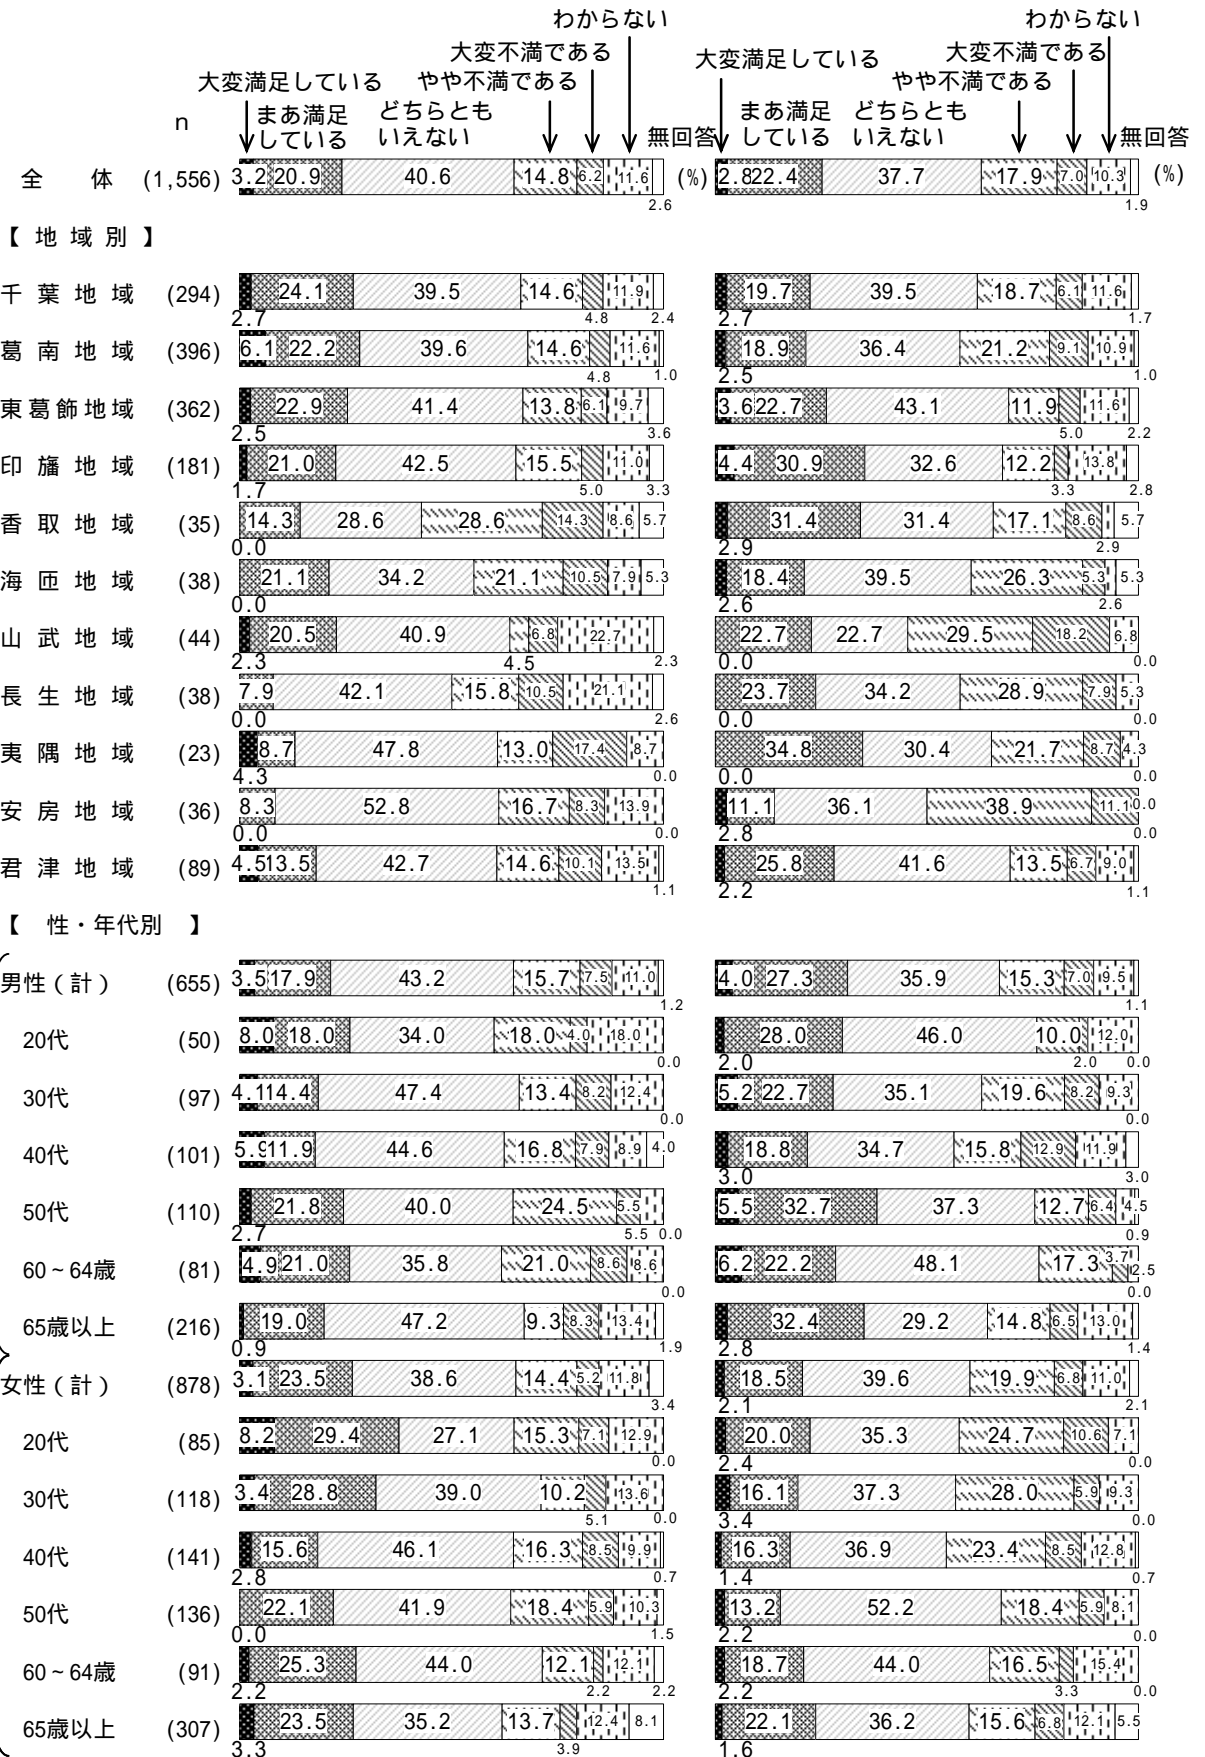 わからない わからない
大変不満である 大変不満である
大変満足している やや不満である 大変満足している やや不満である
n まあ満足している どちらともいえない 無回答 まあ満足している どちらともいえない 無回答
全体 (1,556) 3.2 20.9 40.6 14.8 6.2 11.6 2.6 (%) 2.8 22.4 37.7 17.9 7.0 10.3 1.9 (%)
【地域別】
千葉地域 (294) 2.7 24.1 39.5 14.6 4.8 11.9 2.4 2.7 19.7 39.5 18.7 6.1 11.6 1.7
葛南地域 (396) 6.1 22.2 39.6 14.6 4.8 11.6 1.0 2.5 18.9 36.4 21.2 9.1 10.9 1.0
東葛飾地域 (362) 2.5 22.9 41.4 13.8 6.1 9.7 3.6 3.6 22.7 43.1 11.9 5.0 11.6 2.2
印旛地域 (181) 1.7 21.0 42.5 15.5 5.0 11.0 3.3 4.4 30.9 32.6 12.2 3.3 13.8 2.8
香取地域 (35) 0.0 14.3 28.6 28.6 14.3 8.6 5.7 2.9 31.4 31.4 17.1 8.6 2.9 5.7
海匝地域 (38) 0.0 21.1 34.2 21.1 10.5 7.9 5.3 2.6 18.4 39.5 26.3 5.3 2.6 5.3
山武地域 (44) 2.3 20.5 40.9 4.5 6.8 22.7 2.3 0.0 22.7 22.7 29.5 18.2 6.8 0.0
長生地域 (38) 0.0 7.9 42.1 15.8 10.5 21.1 2.6 0.0 23.7 34.2 28.9 7.9 5.3 0.0
夷隅地域 (23) 4.3 8.7 47.8 13.0 17.4 8.7 0.0 0.0 34.8 30.4 21.7 8.7 4.3 0.0
安房地域 (36) 0.0 8.3 52.8 16.7 8.3 13.9 0.0 2.8 11.1 36.1 38.9 11.1 0.0 0.0
君津地域 (89) 4.5 13.5 42.7 14.6 10.1 13.5 1.1 2.2 25.8 41.6 13.5 6.7 9.0 1.1
【 性・年代別 】
男性(計) (655) 3.5 17.9 43.2 15.7 7.5 11.0 1.2 4.0 27.3 35.9 15.3 7.0 9.5 1.1
20代 (50) 8.0 18.0 34.0 18.0 4.0 18.0 0.0 2.0 28.0 46.0 10.0 2.0 12.0 0.0
30代 (97) 4.1 14.4 47.4 13.4 8.2 12.4 0.0 5.2 22.7 35.1 19.6 8.2 9.3 0.0
40代 (101) 5.9 11.9 44.6 16.8 7.9 8.9 4.0 3.0 18.8 34.7 15.8 12.9 11.9 3.0
50代 (110) 2.7 21.8 40.0 24.5 5.5 5.5 0.0 5.5 32.7 37.3 12.7 6.4 4.5 0.9
60~64歳 (81) 4.9 21.0 35.8 21.0 8.6 8.6 0.0 6.2 22.2 48.1 17.3 3.7 2.5 0.0
65歳以上 (216) 0.9 19.0 47.2 9.3 8.3 13.4 1.9 2.8 32.4 29.2 14.8 6.5 13.0 1.4
女性(計) (878) 3.1 23.5 38.6 14.4 5.2 11.8 3.4 2.1 18.5 39.6 19.9 6.8 11.0 2.1
20代 (85) 8.2 29.4 27.1 15.3 7.1 12.9 0.0 2.4 20.0 35.3 24.7 10.6 7.1 0.0
30代 (118) 3.4 28.8 39.0 10.2 5.1 13.6 0.0 3.4 16.1 37.3 28.0 5.9 9.3 0.0
40代 (141) 2.8 15.6 46.1 16.3 8.5 9.9 0.7 1.4 16.3 36.9 23.4 8.5 12.8 0.7
50代 (136) 0.0 22.1 41.9 18.4 5.9 10.3 1.5 2.2 13.2 52.2 18.4 5.9 8.1 0.0
60~64歳 (91) 2.2 25.3 44.0 12.1 2.2 12.1 2.2 2.2 18.7 44.0 16.5 3.3 15.4 0.0
65歳以上 (307) 3.3 23.5 35.2 13.7 3.9 12.4 8.1 1.6 22.1 36.2 15.6 6.8 12.1 5.5